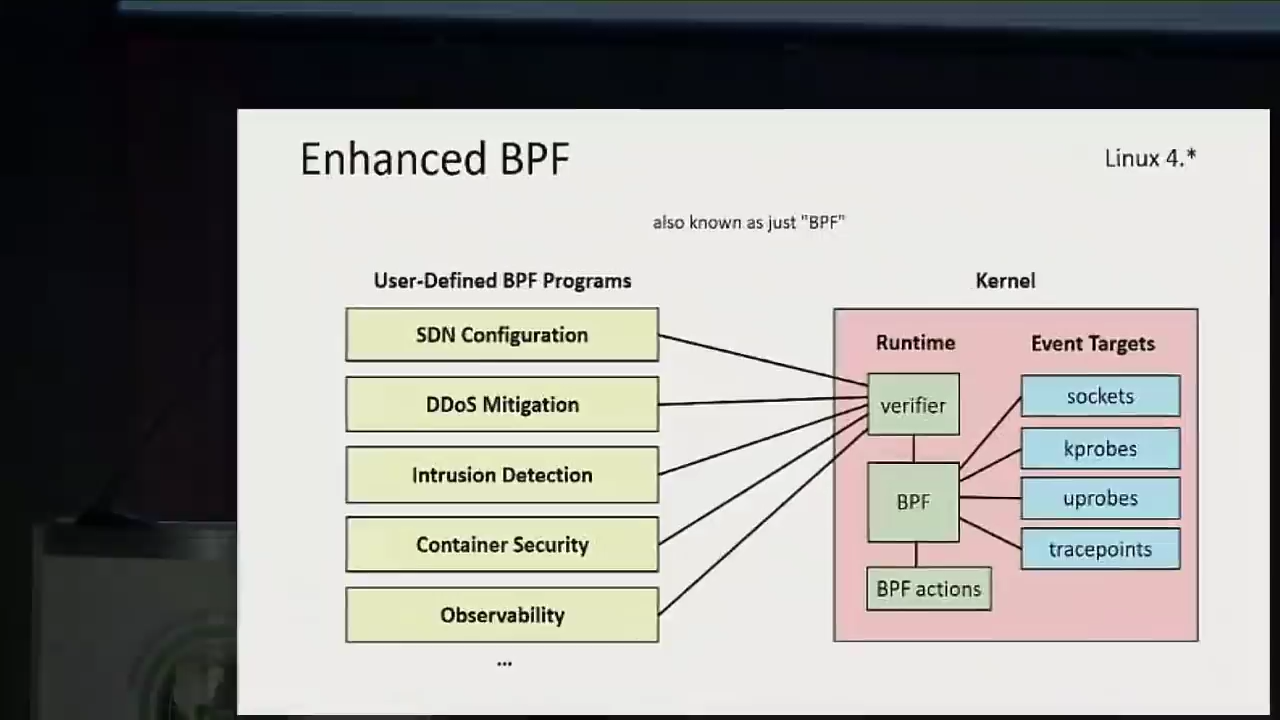 Enhanced BPF
Linux 4.*
also known as just "BPF"
User-Defined BPF Programs
SDN Configuration
DDoS Mitigation
Intrusion Detection
Container Security
Observability
...
Kernel
Runtime
verifier
BPF
BPF actions
Event Targets
sockets
kprobes
uprobes
tracepoints